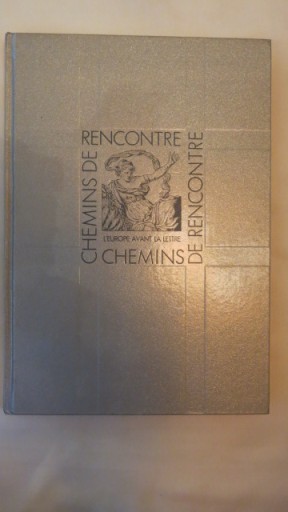 CHEMINS DE
RENCONTRE
L'EUROPE AVANT LA LETTRE
CHEMINS
DE RENCONTRE